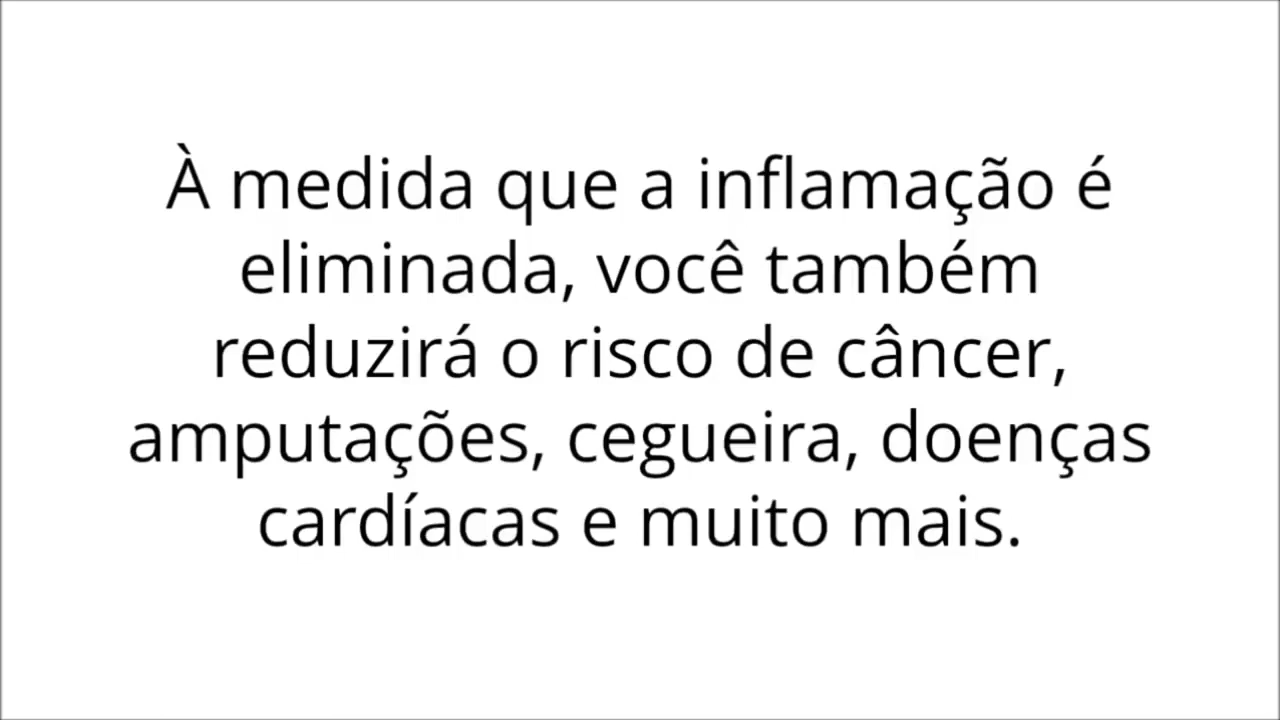 À medida que a inflamação é
eliminada, você também
reduzirá o risco de câncer,
amputações, cegueira, doenças
cardíacas e muito mais.